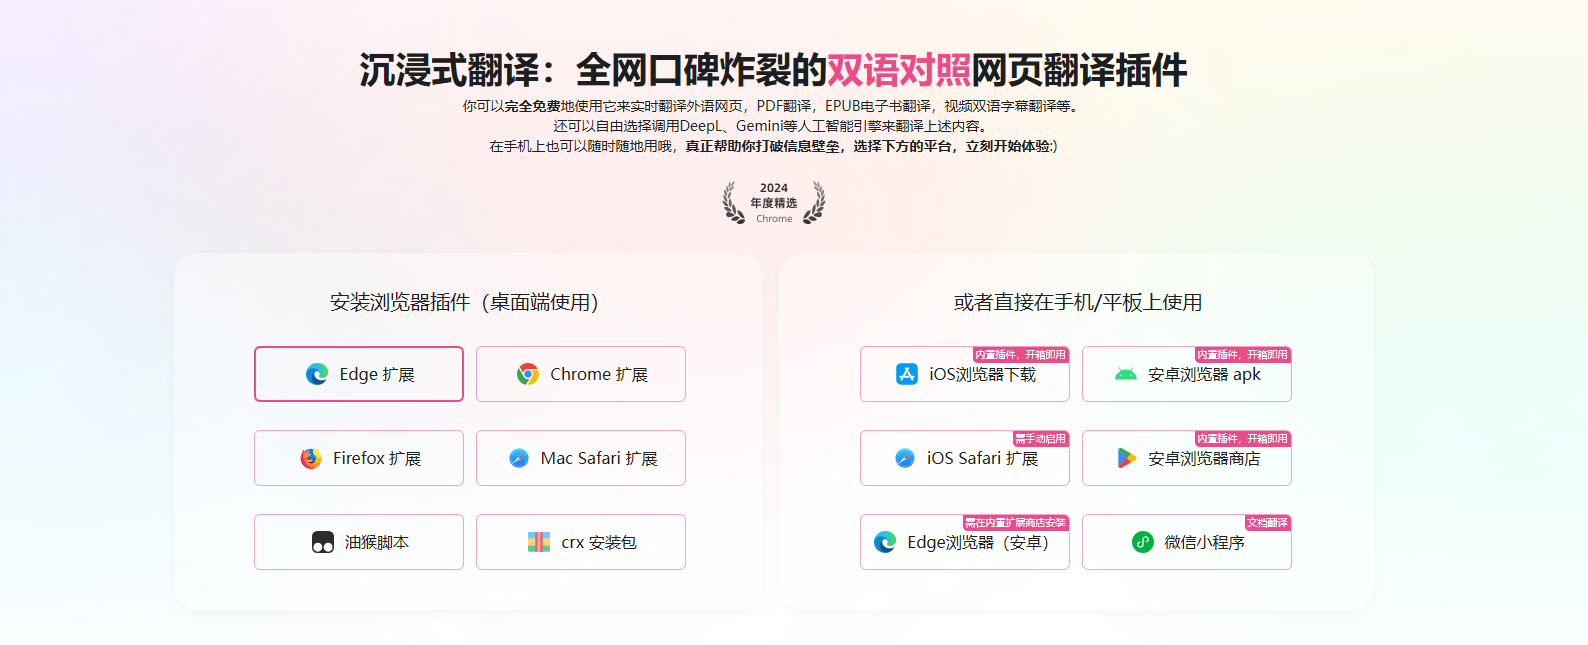 沉浸式翻译：全网口碑炸裂的双语对照网页翻译插件
你可以完全免费地使用它来实时翻译外语网页，PDF翻译，EPUB电子书翻译，视频双语字幕翻译等。
还可以自由选择调用DeepL、Gemini等人工智能引擎来翻译上述内容。
在手机上也可以随时随地用哦，真正帮助你打破信息壁垒，选择下方的平台，立刻开始体验:)
2024
年度精选
Chrome
安装浏览器插件（桌面端使用）
Edge 扩展
Chrome 扩展
Firefox 扩展
Mac Safari 扩展
油猴脚本
crx 安装包
或者直接在手机/平板上使用
内置插件，开箱即用
iOS浏览器下载
内置插件，开箱即用
安卓浏览器 apk
需手动启用
iOS Safari 扩展
内置插件，开箱即用
安卓浏览器商店
需在内置扩展商店安装
Edge浏览器（安卓）
文档翻译
微信小程序